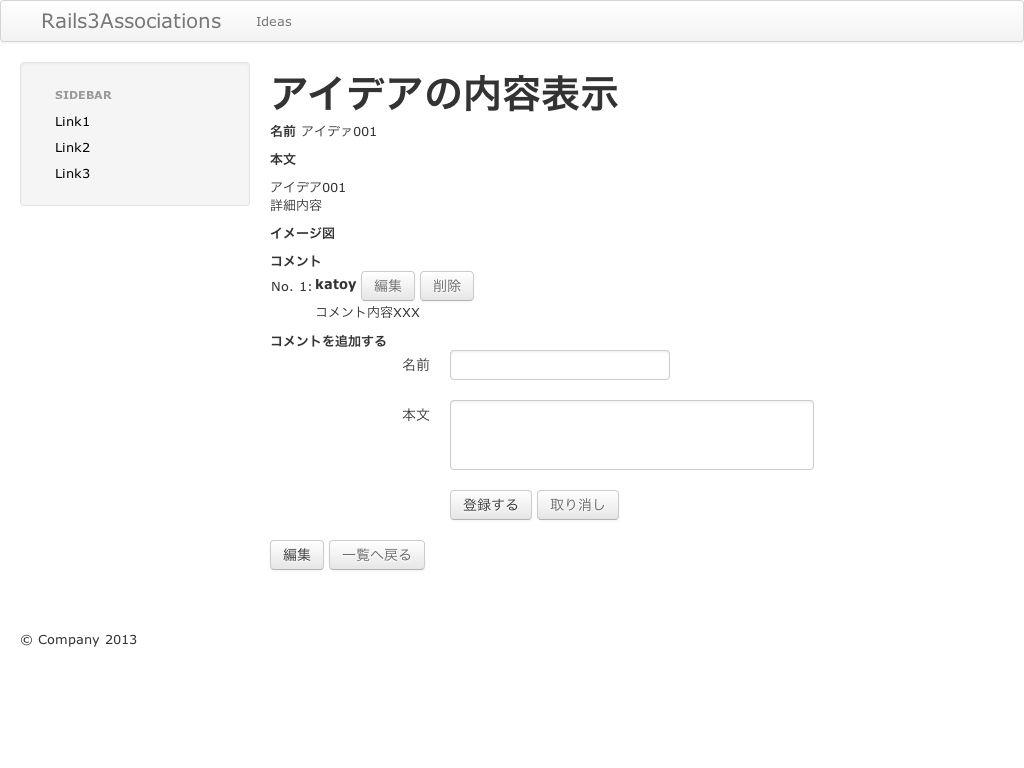 Rails3Associations Ideas
SIDEBAR
Link1
Link2
Link3
アイデアの内容表示
名前 アイデァ001
本文
アイデア001
詳細内容
イメージ図
コメント
No. 1: katoy 編集 削除
コメント内容XXX
コメントを追加する
名前
本文
登録する 取り消し
編集 一覧へ戻る
© Company 2013